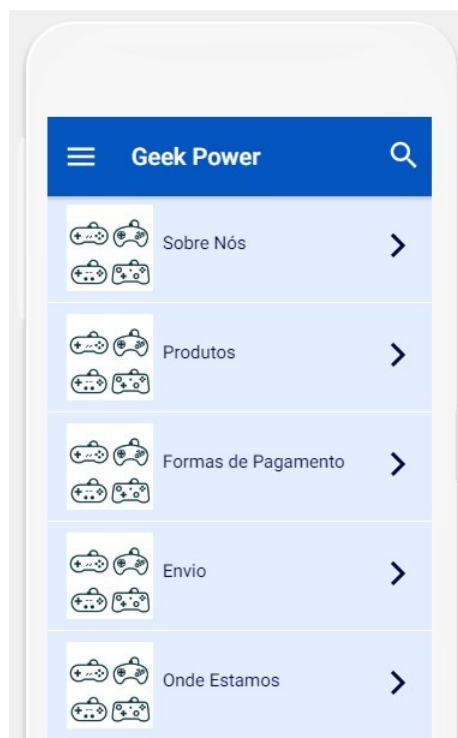 Geek Power
Sobre Nós
Produtos
Formas de Pagamento
Envio
Onde Estamos